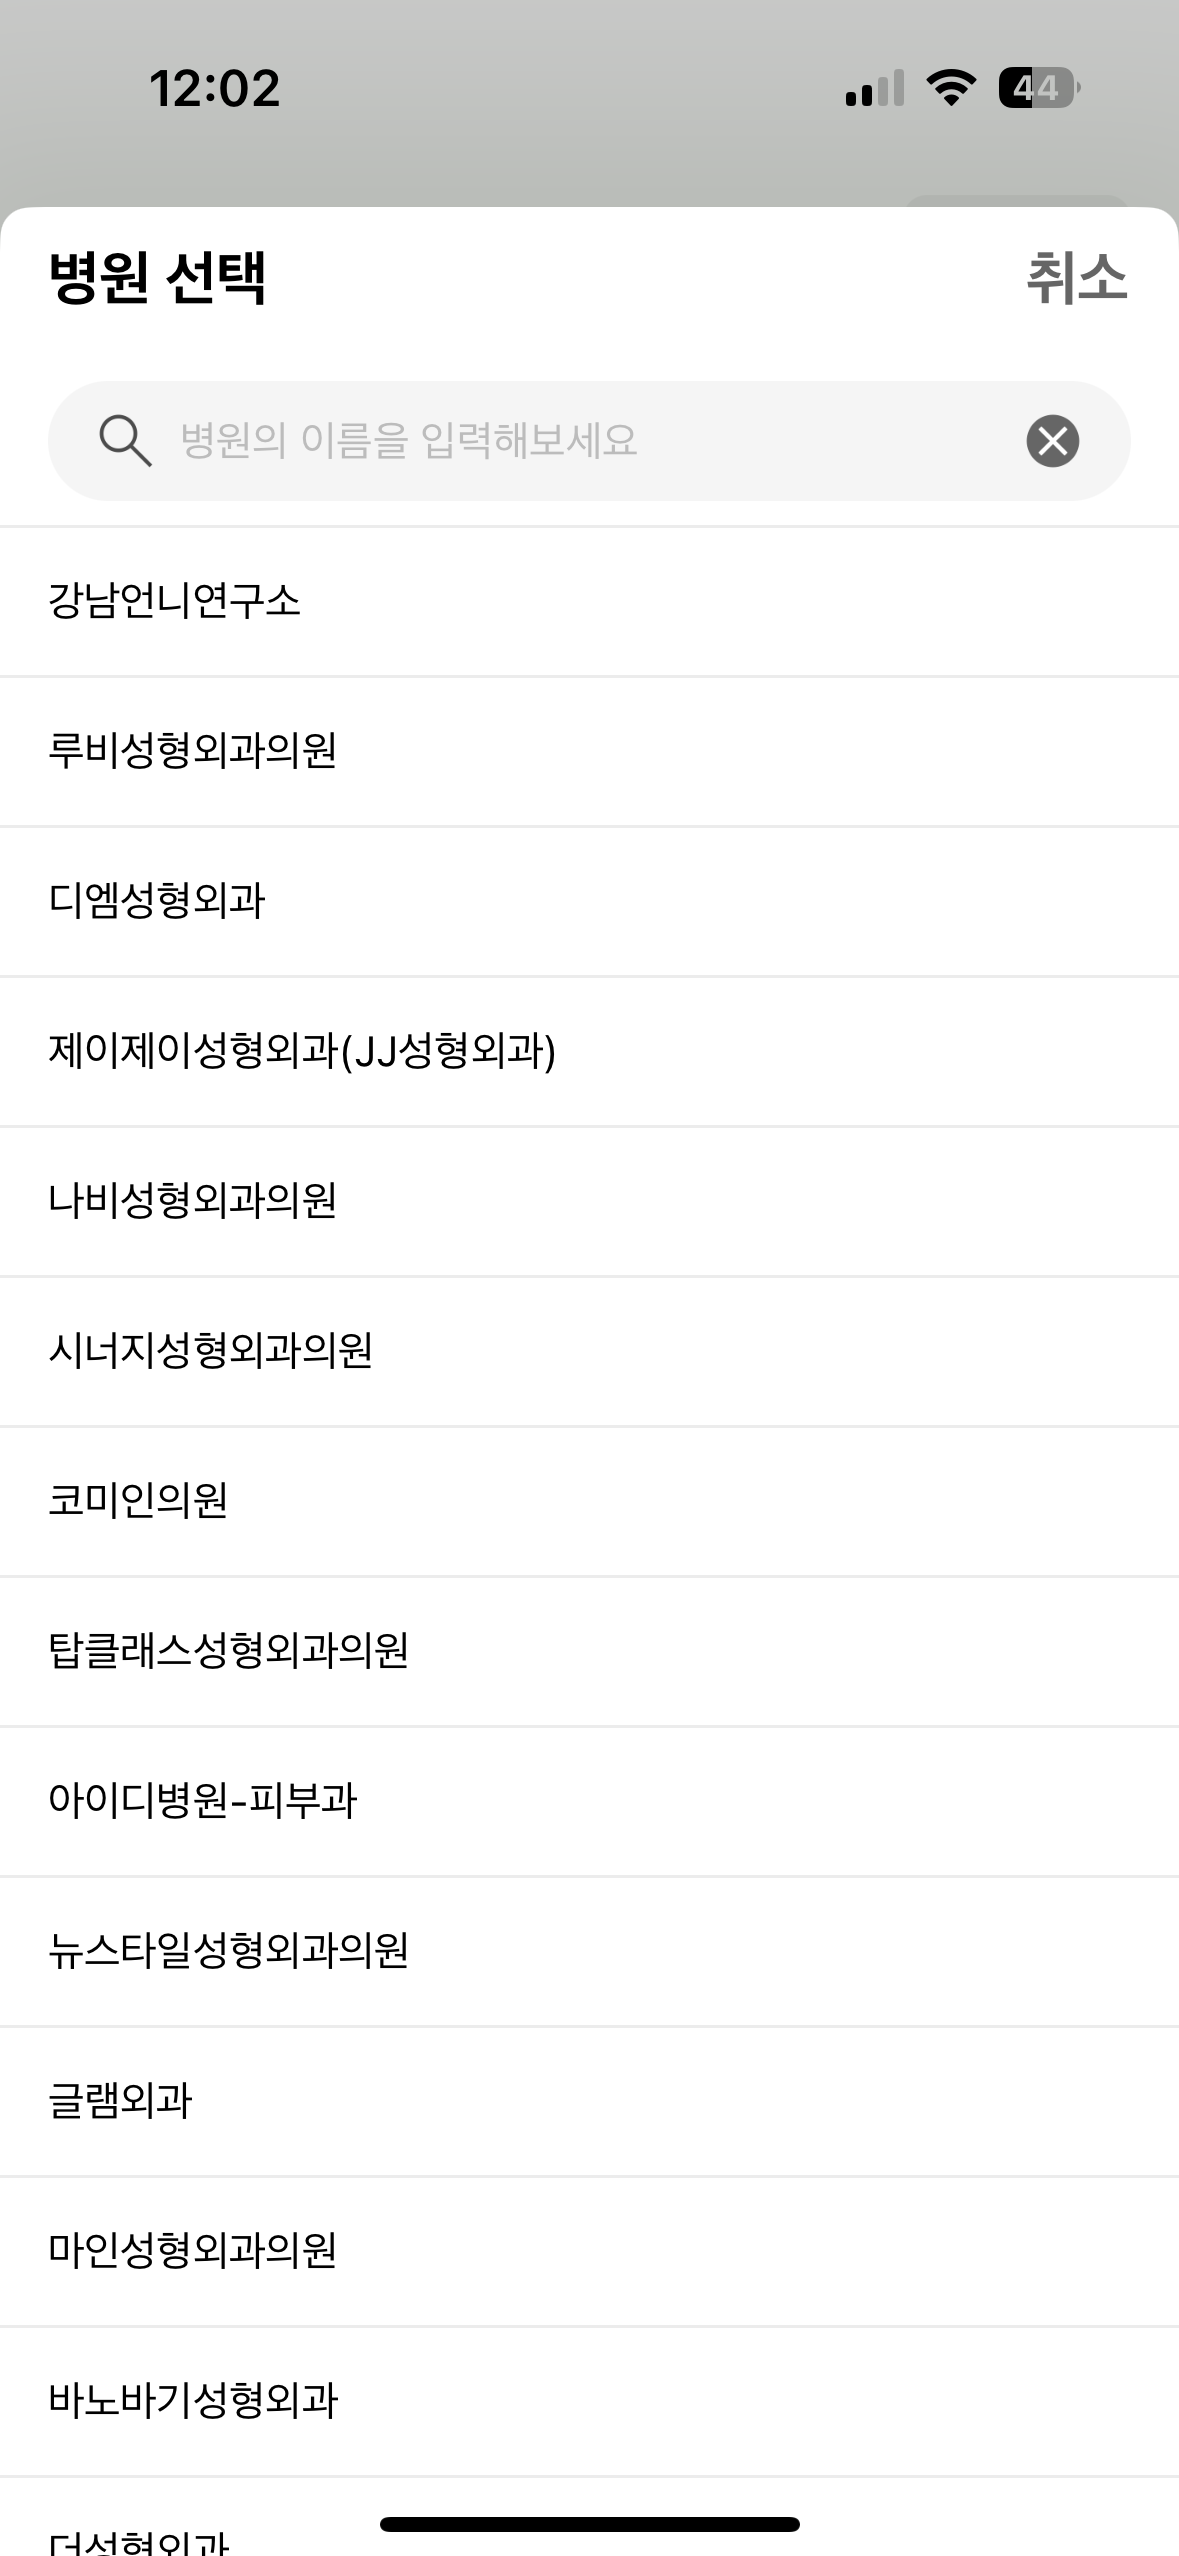 12:02
44
병원 선택
취소
병원의 이름을 입력해보세요
강남언니연구소
루비성형외과의원
디엠성형외과
제이제이성형외과(JJ성형외과)
나비성형외과의원
시너지성형외과의원
코미인의원
탑클래스성형외과의원
아이디병원-피부과
뉴스타일성형외과의원
글램외과
마인성형외과의원
바노바기성형외과
더성형외과